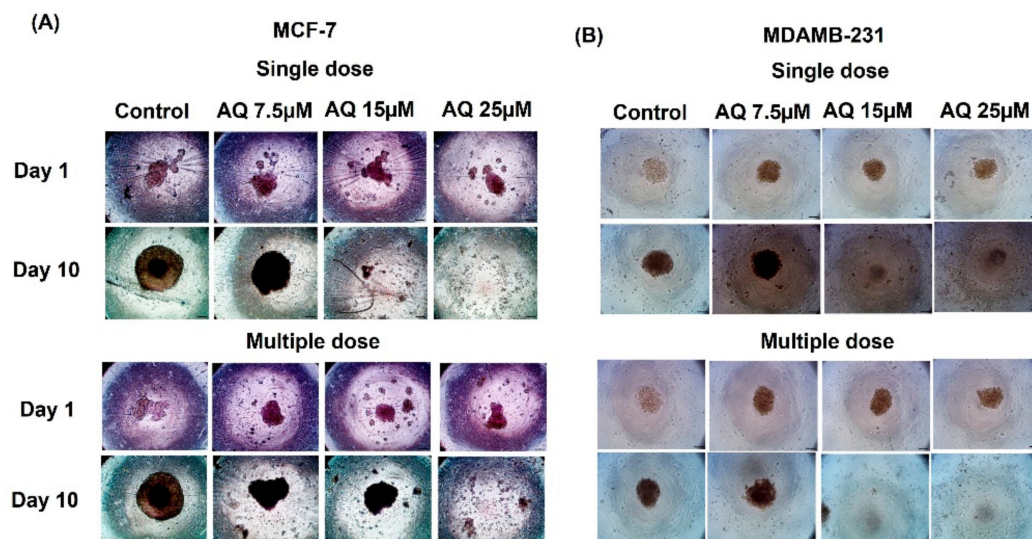 (A)
MCF-7
Single dose
Control AQ 7.5µM AQ 15µM AQ 25µM
Day 1
Day 10
Multiple dose
Day 1
Day 10
(B)
MDAMB-231
Single dose
Control AQ 7.5µM AQ 15µM AQ 25µM
Multiple dose